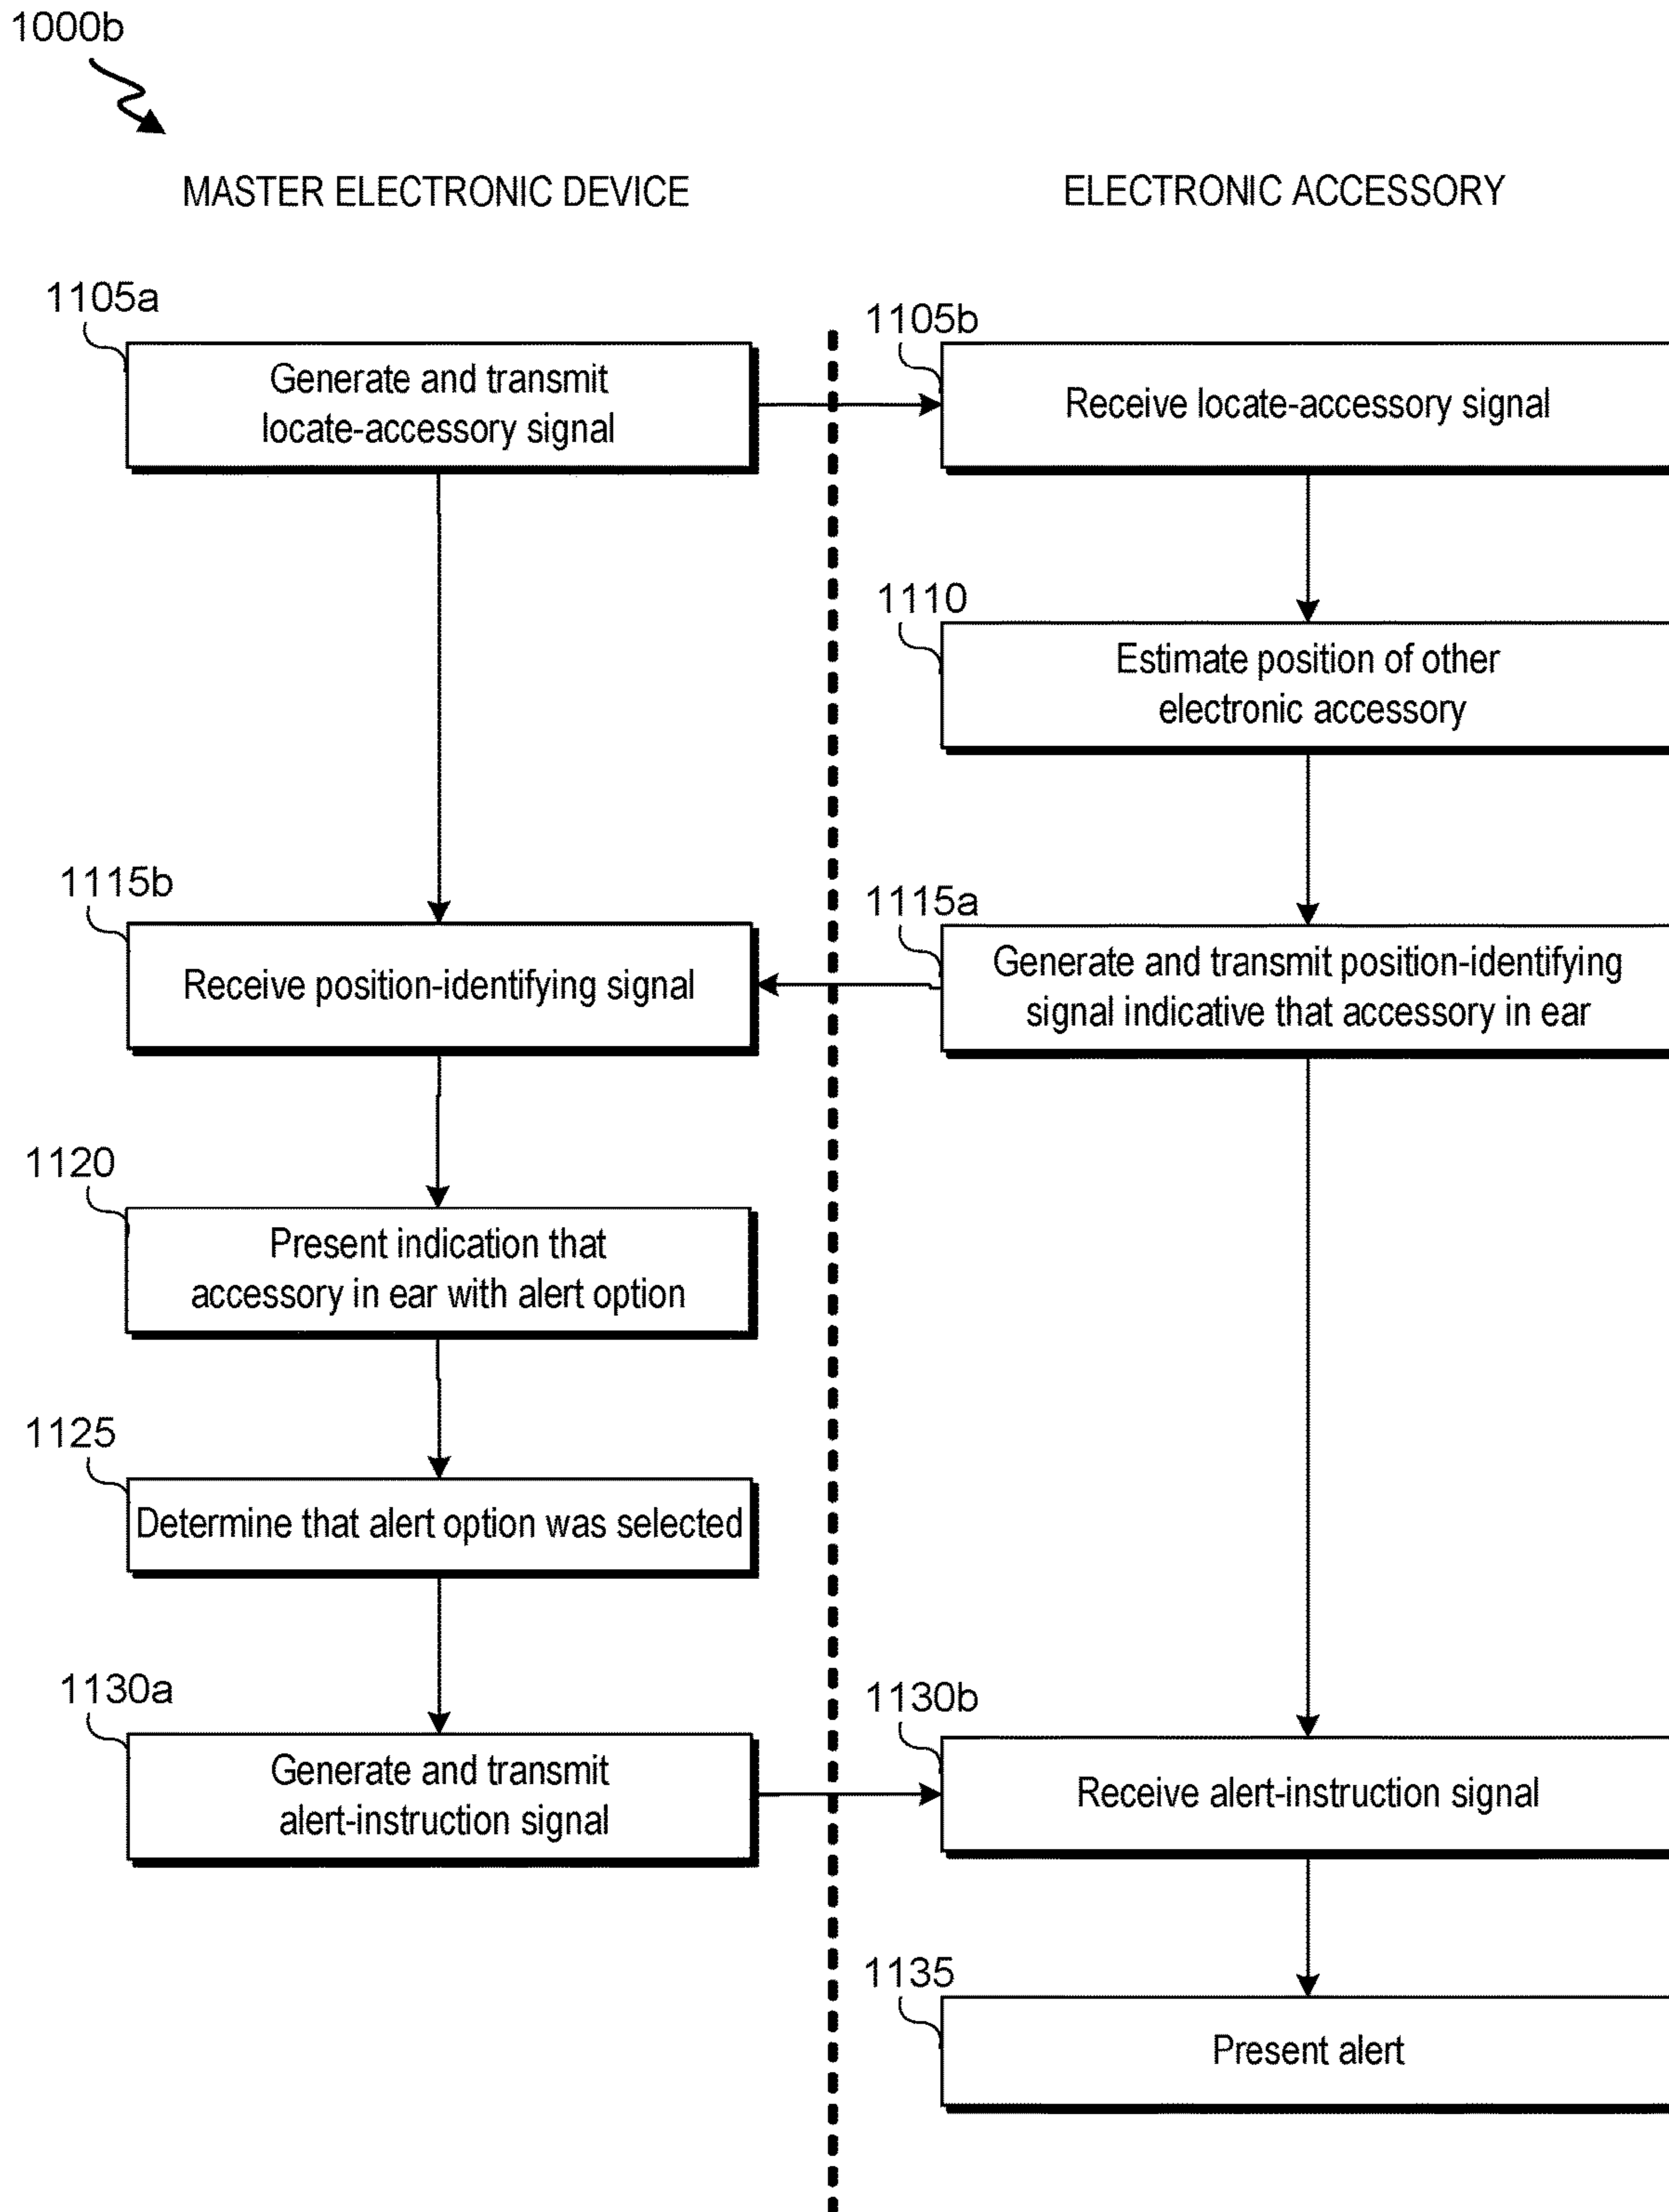 1000b
MASTER ELECTRONIC DEVICE
ELECTRONIC ACCESSORY
1105a
Generate and transmit
locate-accessory signal
1105b
Receive locate-accessory signal
1110
Estimate position of other
electronic accessory
1115b
Receive position-identifying signal
1115a
Generate and transmit position-identifying
signal indicative that accessory in ear
1120
Present indication that
accessory in ear with alert option
1125
Determine that alert option was selected
1130a
Generate and transmit
alert-instruction signal
1130b
Receive alert-instruction signal
1135
Present alert